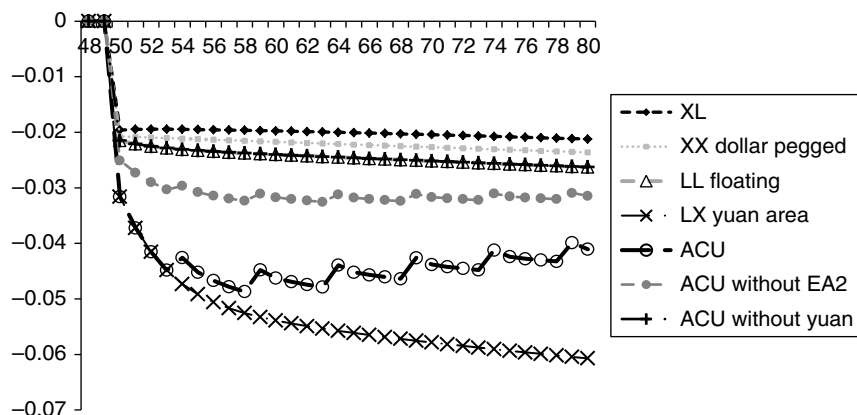 0
48 50 52 54 56 58 60 62 64 66 68 70 72 74 76 78 80
–0.01
–0.02
–0.03
–0.04
–0.05
–0.06
–0.07
XL
XX dollar pegged
LL floating
LX yuan area
ACU
ACU without EA2
ACU without yuan